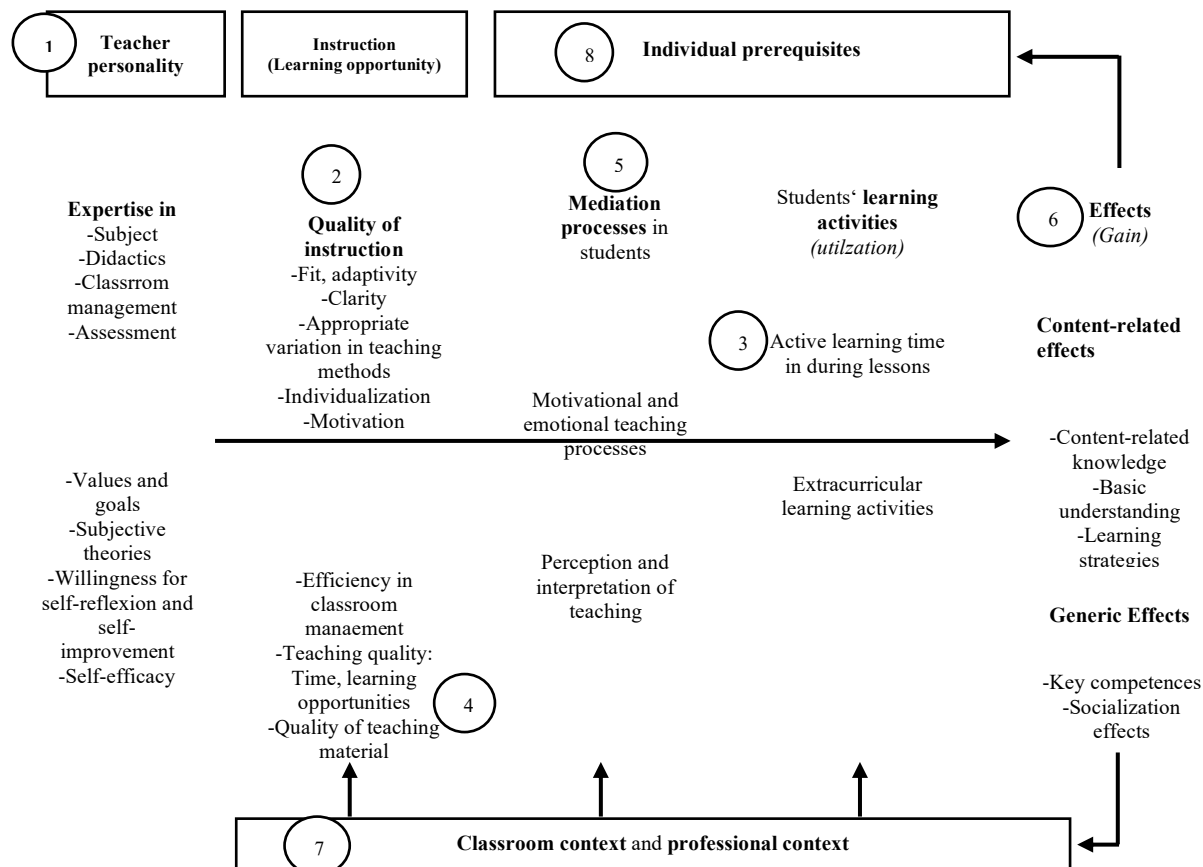 1
Teacher
personality
Instruction
(Learning opportunity)
8
Individual prerequisites
2
5
6
Expertise in
-Subject
-Didactics
-Classrrom
management
-Assessment
Quality of
instruction
-Fit, adaptivity
-Clarity
-Appropriate
variation in teaching
methods
-Individualization
-Motivation
Mediation
processes in
students
Students‘ learning
activities
(utilzation)
Effects
(Gain)
3
Active learning time
in during lessons
Content-related
effects
Motivational and
emotional teaching
processes
-Content-related
knowledge
-Basic
understanding
-Learning
strategies
-Values and
goals
-Subjective
theories
-Willingness for
self-reflexion and
self-
improvement
-Self-efficacy
Extracurricular
learning activities
-Efficiency in
classroom
manaement
-Teaching quality:
Time, learning
opportunities
-Quality of teaching
material
4
Perception and
interpretation of
teaching
Generic Effects
-Key competences
-Socialization
effects
7
Classroom context and professional context